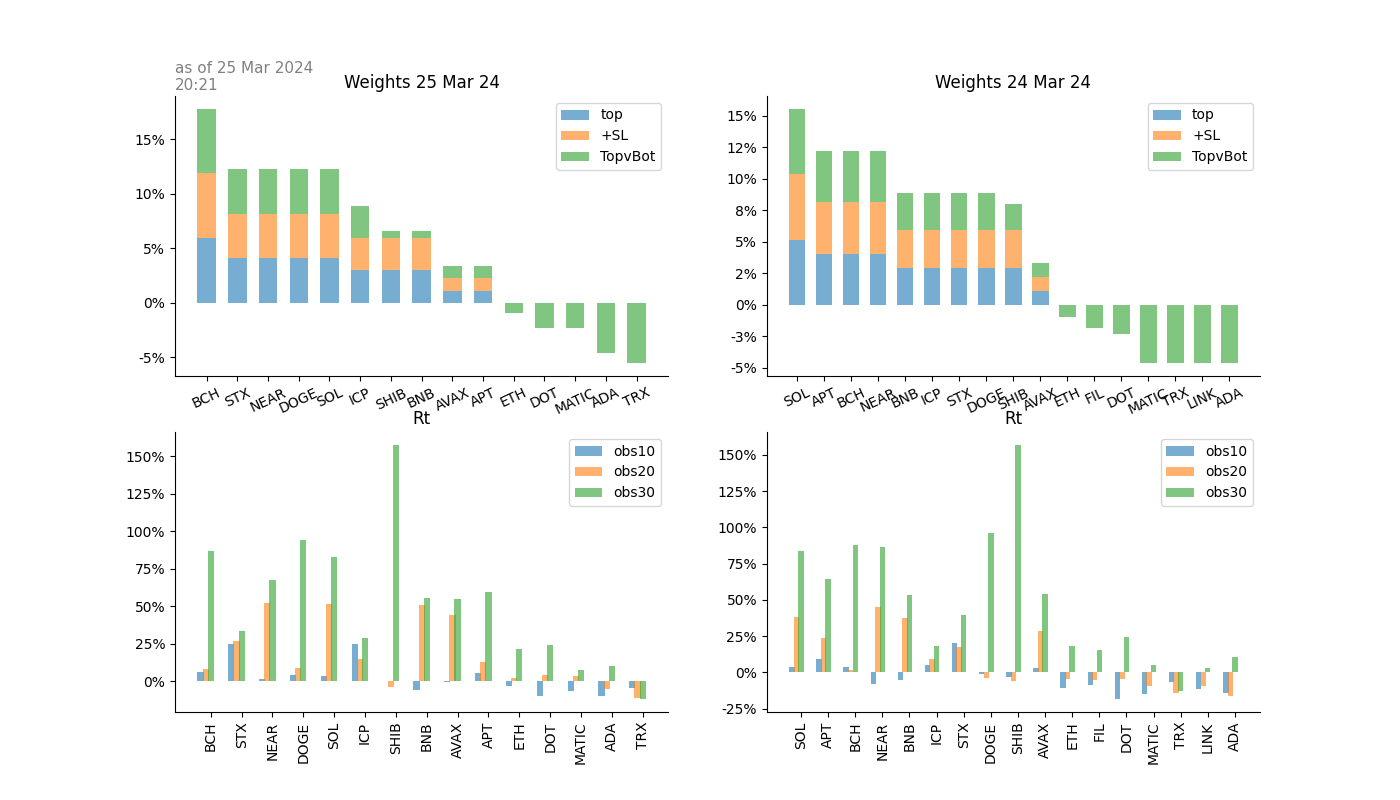 as of 25 Mar 2024
20:21
Weights 25 Mar 24
15%
10%
5%
0%
-5%
top
+SL
TopvBot
BCH STX NEAR DOGE SOL ICP SHIB BNB AVAX APT ETH DOT MATIC ADA TRX
Weights 24 Mar 24
15%
12%
10%
8%
5%
2%
0%
-3%
-5%
top
+SL
TopvBot
SOL APT BCH NEAR BNB ICP STX DOGE SHIB AVAX ETH FIL DOT MATIC TRX LINK ADA
Rt
150%
125%
100%
75%
50%
25%
0%
obs10
obs20
obs30
BCH STX NEAR DOGE SOL ICP SHIB BNB AVAX APT ETH DOT MATIC ADA TRX
Rt
150%
125%
100%
75%
50%
25%
0%
-25%
obs10
obs20
obs30
SOL APT BCH NEAR BNB ICP STX DOGE SHIB AVAX ETH FIL DOT MATIC TRX LINK ADA